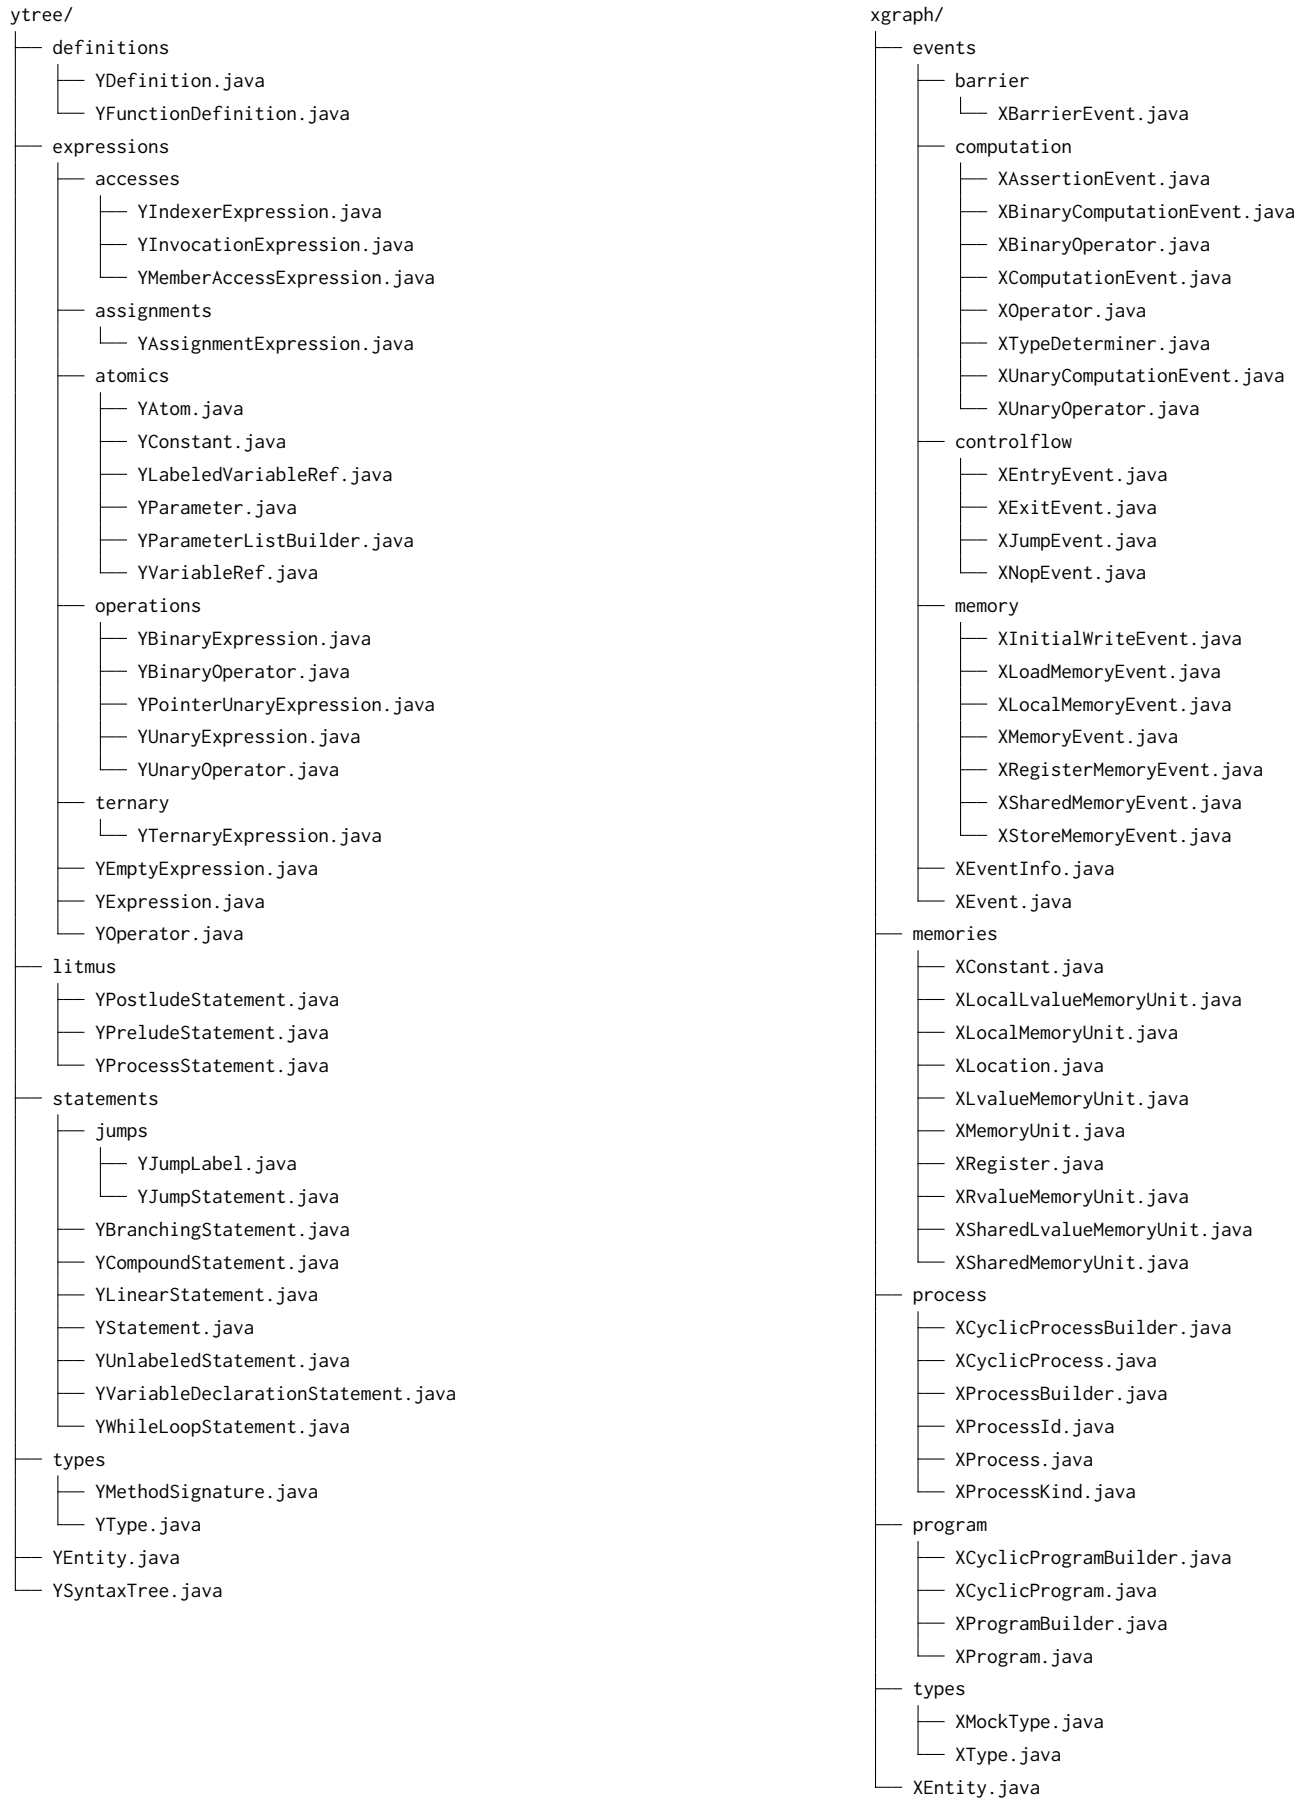 ytree/
├── definitions
│   ├── YDefinition.java
│   └── YFunctionDefinition.java
├── expressions
│   ├── accesses
│   │   ├── YIndexerExpression.java
│   │   ├── YInvocationExpression.java
│   │   └── YMemberAccessExpression.java
│   ├── assignments
│   │   └── YAssignmentExpression.java
│   ├── atomics
│   │   ├── YAtom.java
│   │   ├── YConstant.java
│   │   ├── YLabeledVariableRef.java
│   │   ├── YParameter.java
│   │   ├── YParameterListBuilder.java
│   │   └── YVariableRef.java
│   ├── operations
│   │   ├── YBinaryExpression.java
│   │   ├── YBinaryOperator.java
│   │   ├── YPointerUnaryExpression.java
│   │   ├── YUnaryExpression.java
│   │   └── YUnaryOperator.java
│   ├── ternary
│   │   └── YTernaryExpression.java
│   ├── YEmptyExpression.java
│   ├── YExpression.java
│   └── YOperator.java
├── litmus
│   ├── YPostludeStatement.java
│   ├── YPreludeStatement.java
│   └── YProcessStatement.java
├── statements
│   ├── jumps
│   │   ├── YJumpLabel.java
│   │   └── YJumpStatement.java
│   ├── YBranchingStatement.java
│   ├── YCompoundStatement.java
│   ├── YLinearStatement.java
│   ├── YStatement.java
│   ├── YUnlabeledStatement.java
│   ├── YVariableDeclarationStatement.java
│   └── YWhileLoopStatement.java
├── types
│   ├── YMethodSignature.java
│   └── YType.java
├── YEntity.java
└── YSyntaxTree.java
xgraph/
├── events
│   ├── barrier
│   │   └── XBarrierEvent.java
│   ├── computation
│   │   ├── XAssertionEvent.java
│   │   ├── XBinaryComputationEvent.java
│   │   ├── XBinaryOperator.java
│   │   ├── XComputationEvent.java
│   │   ├── XOperator.java
│   │   ├── XTypeDeterminer.java
│   │   ├── XUnaryComputationEvent.java
│   │   └── XUnaryOperator.java
│   ├── controlflow
│   │   ├── XEntryEvent.java
│   │   ├── XExitEvent.java
│   │   ├── XJumpEvent.java
│   │   └── XNopEvent.java
│   ├── memory
│   │   ├── XInitialWriteEvent.java
│   │   ├── XLoadMemoryEvent.java
│   │   ├── XLocalMemoryEvent.java
│   │   ├── XMemoryEvent.java
│   │   ├── XRegisterMemoryEvent.java
│   │   ├── XSharedMemoryEvent.java
│   │   └── XStoreMemoryEvent.java
│   ├── XEventInfo.java
│   └── XEvent.java
├── memories
│   ├── XConstant.java
│   ├── XLocalLvalueMemoryUnit.java
│   ├── XLocalMemoryUnit.java
│   ├── XLocation.java
│   ├── XLvalueMemoryUnit.java
│   ├── XMemoryUnit.java
│   ├── XRegister.java
│   ├── XRvalueMemoryUnit.java
│   ├── XSharedLvalueMemoryUnit.java
│   └── XSharedMemoryUnit.java
├── process
│   ├── XCyclicProcessBuilder.java
│   ├── XCyclicProcess.java
│   ├── XProcessBuilder.java
│   ├── XProcessId.java
│   ├── XProcess.java
│   └── XProcessKind.java
├── program
│   ├── XCyclicProgramBuilder.java
│   ├── XCyclicProgram.java
│   ├── XProgramBuilder.java
│   └── XProgram.java
├── types
│   ├── XMockType.java
│   └── XType.java
└── XEntity.java